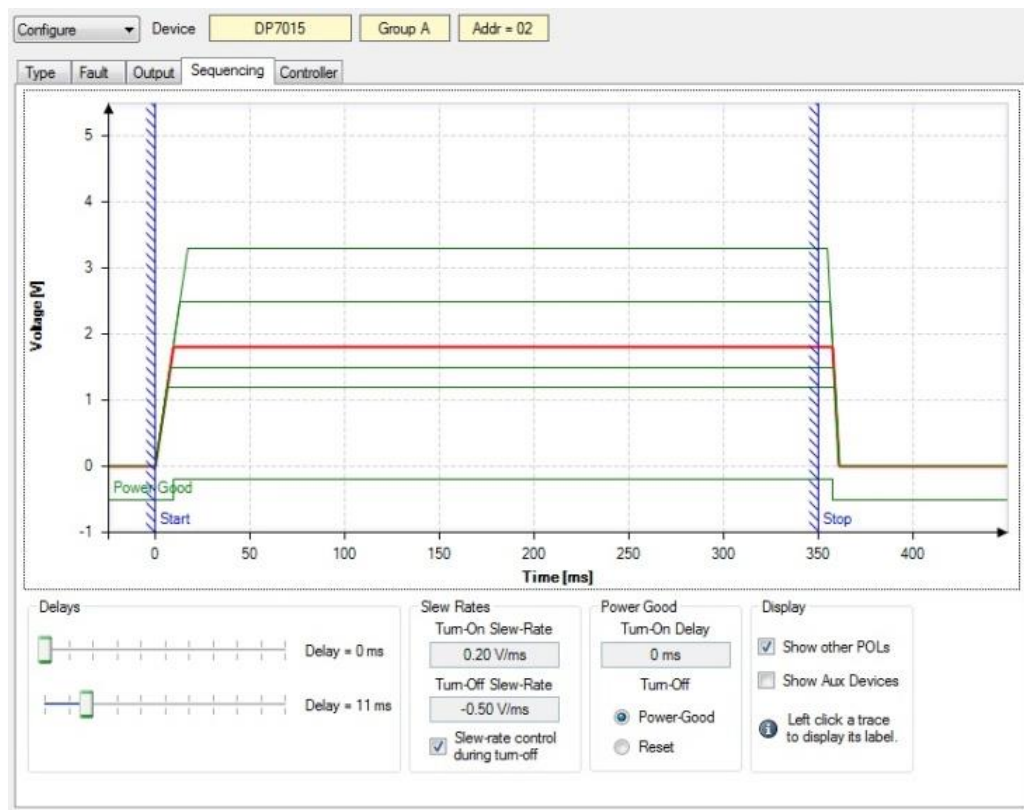 Configure Device DP7015 Group A Addr = 02
Type Fault Output Sequencing Controller
5
4
3
2
1
0
-1
Voltage [V]
Power Good
Start
Stop
0 50 100 150 200 250 300 350 400
Time [ms]
Delays
Delay = 0 ms
Delay = 11 ms
Slew Rates
Turn-On Slew-Rate
0.20 V/ms
Turn-Off Slew-Rate
-0.50 V/ms
Slew-rate control
during turn-off
Power Good
Turn-On Delay
0 ms
Turn-Off
Power-Good
Reset
Display
Show other POLs
Show Aux Devices
Left click a trace
to display its label.